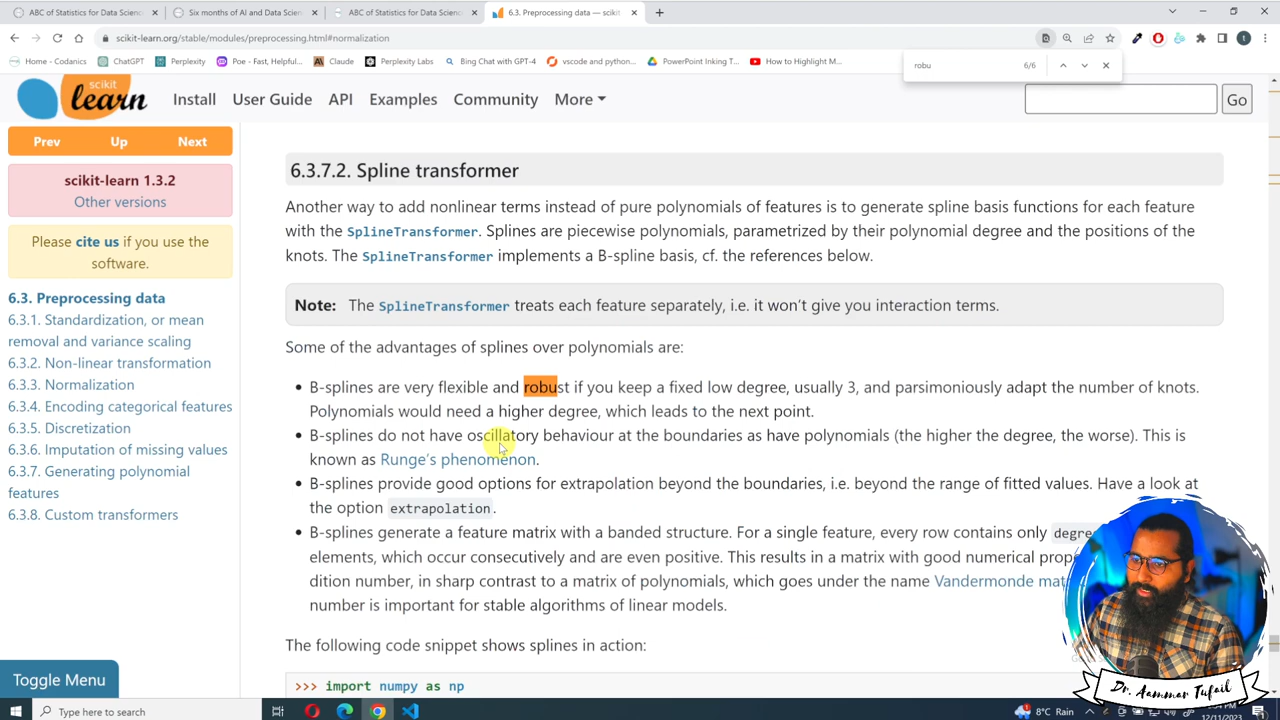 ABC of Statistics for Data Scien
Six months of AI and Data Scienc
ABC of Statistics for Data Scienc
6.3. Preprocessing data — scikit
scikit-learn.org/stable/modules/preprocessing.html#normalization
Home - Codanics
ChatGPT
Perplexity
Poe - Fast, Helpful...
Claude
Perplexity Labs
Bing Chat with GPT-4
vscode and python...
PowerPoint Inking T...
How to Highlight M...
robu
6/6
scikit
learn
Install
User Guide
API
Examples
Community
More
Go
Prev
Up
Next
scikit-learn 1.3.2
Other versions
Please cite us if you use the
software.
6.3. Preprocessing data
6.3.1. Standardization, or mean
removal and variance scaling
6.3.2. Non-linear transformation
6.3.3. Normalization
6.3.4. Encoding categorical features
6.3.5. Discretization
6.3.6. Imputation of missing values
6.3.7. Generating polynomial
features
6.3.8. Custom transformers
Toggle Menu
6.3.7.2. Spline transformer
Another way to add nonlinear terms instead of pure polynomials of features is to generate spline basis functions for each feature
with the SplineTransformer. Splines are piecewise polynomials, parametrized by their polynomial degree and the positions of the
knots. The SplineTransformer implements a B-spline basis, cf. the references below.
Note: The SplineTransformer treats each feature separately, i.e. it won't give you interaction terms.
Some of the advantages of splines over polynomials are:
• B-splines are very flexible and robust if you keep a fixed low degree, usually 3, and parsimoniously adapt the number of knots.
Polynomials would need a higher degree, which leads to the next point.
• B-splines do not have oscillatory behaviour at the boundaries as have polynomials (the higher the degree, the worse). This is
known as Runge's phenomenon.
• B-splines provide good options for extrapolation beyond the boundaries, i.e. beyond the range of fitted values. Have a look at
the option extrapolation.
• B-splines generate a feature matrix with a banded structure. For a single feature, every row contains only degre
elements, which occur consecutively and are even positive. This results in a matrix with good numerical prop
dition number, in sharp contrast to a matrix of polynomials, which goes under the name Vandermonde mat
number is important for stable algorithms of linear models.
The following code snippet shows splines in action:
>>> import numpy as np
Dr. Aammar Tufail
Type here to search
8°C Rain
12/11/2023